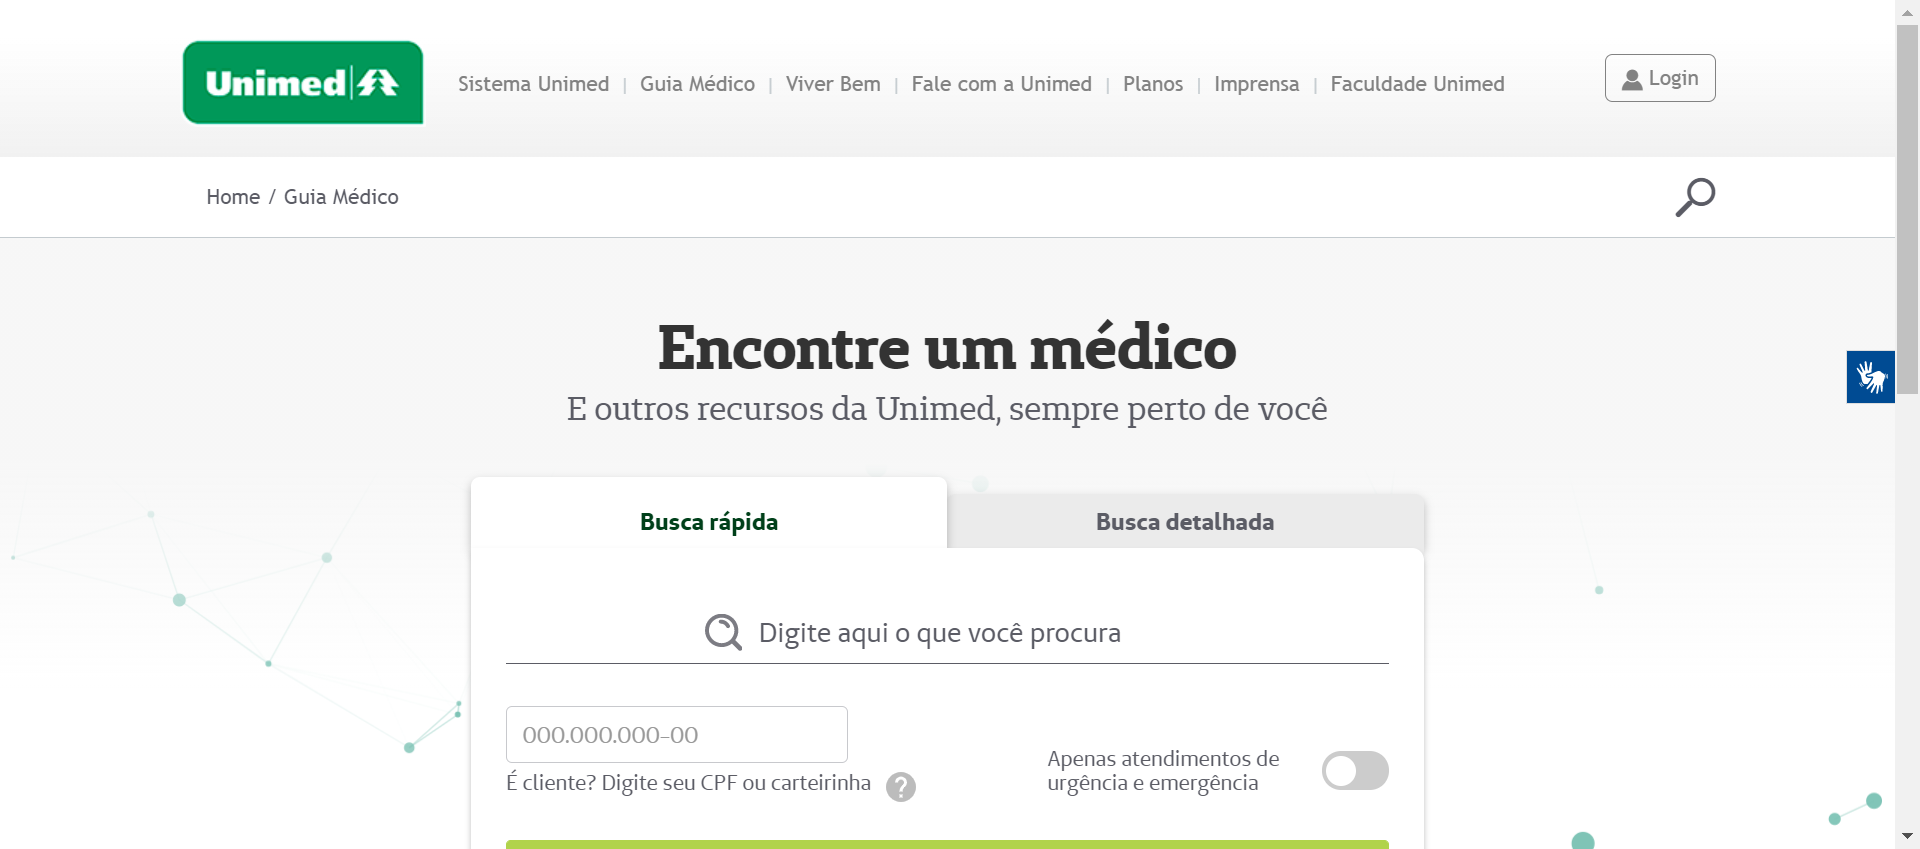 Unimed
Sistema Unimed | Guia Médico | Viver Bem | Fale com a Unimed | Planos | Imprensa | Faculdade Unimed
Login
Home / Guia Médico
Encontre um médico
E outros recursos da Unimed, sempre perto de você
Busca rápida
Busca detalhada
Digite aqui o que você procura
000.000.000-00
É cliente? Digite seu CPF ou carteirinha ?
Apenas atendimentos de
urgência e emergência